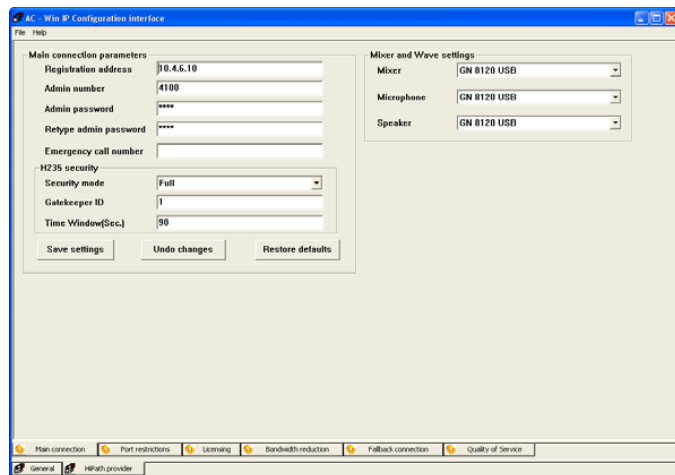 AC - Win IP Configuration interface
File Help
Main connection parameters
Registration address 10.4.6.10
Admin number 4100
Admin password ****
Retype admin password ****
Emergency call number
H235 security
Security mode Full
Gatekeeper ID 1
Time Window(Sec.) 90
Save settings Undo changes Restore defaults
Mixer and Wave settings
Mixer GN 8120 USB
Microphone GN 8120 USB
Speaker GN 8120 USB
Main connection Port restrictions Licensing Bandwidth reduction Fallback connection Quality of Service
General HiPath provider